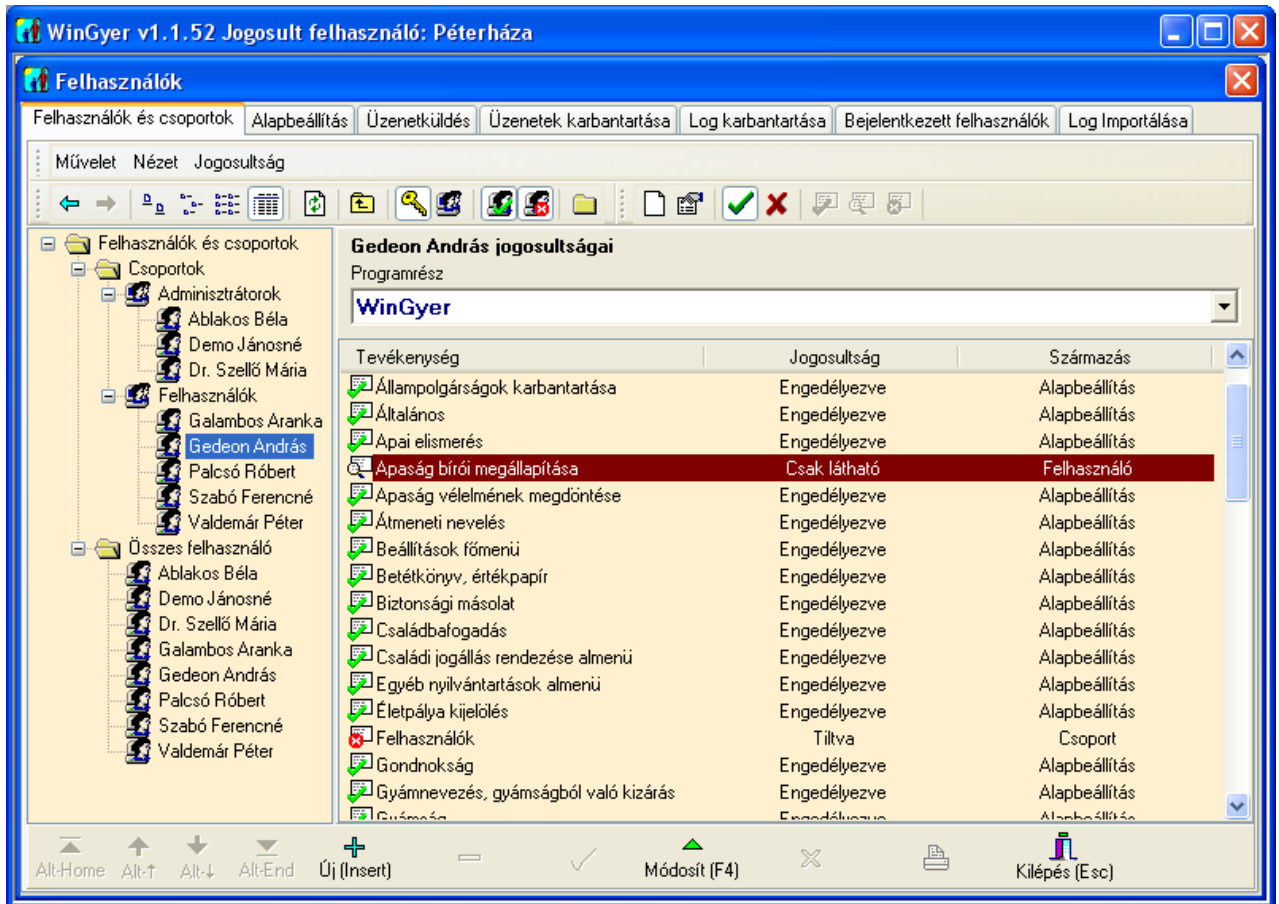 WinGyer v1.1.52 Jogosult felhasználó: Péterháza
Felhasználók
Felhasználók és csoportok Alapbeállítás Üzenetküldés Üzenetek karbantartása Log karbantartása Bejelentkezett felhasználók Log Importálása
Művelet Nézet Jogosultság
Felhasználók és csoportok
Csoportok
Adminisztrátorok
Ablakos Béla
Demo Jánosné
Dr. Szellő Mária
Felhasználók
Galambos Aranka
Gedeon András
Palcsó Róbert
Szabó Ferencné
Valdemár Péter
Összes felhasználó
Ablakos Béla
Demo Jánosné
Dr. Szellő Mária
Galambos Aranka
Gedeon András
Palcsó Róbert
Szabó Ferencné
Valdemár Péter
Gedeon András jogosultságai
Programrész
WinGyer
Tevékenység Jogosultság Származás
Állampolgárságok karbantartása Engedélyezve Alapbeállítás
Általános Engedélyezve Alapbeállítás
Apai elismerés Engedélyezve Alapbeállítás
Apaság bírói megállapítása Csak látható Felhasználó
Apaság vélelmének megdöntése Engedélyezve Alapbeállítás
Átmeneti nevelés Engedélyezve Alapbeállítás
Beállítások főmenü Engedélyezve Alapbeállítás
Betétkönyv, értékpapír Engedélyezve Alapbeállítás
Biztonsági másolat Engedélyezve Alapbeállítás
Családbafogadás Engedélyezve Alapbeállítás
Családi jogállás rendezése almenü Engedélyezve Alapbeállítás
Egyéb nyilvántartások almenü Engedélyezve Alapbeállítás
Életpálya kijelölés Engedélyezve Alapbeállítás
Felhasználók Tiltva Csoport
Gondnokság Engedélyezve Alapbeállítás
Gyámnevezés, gyámságból való kizárás Engedélyezve Alapbeállítás
Gyámság Engedélyezve Alapbeállítás
Alt-Home Alt-↑ Alt-↓ Alt-End Új (Insert) Módosít (F4) Kilépés (Esc)